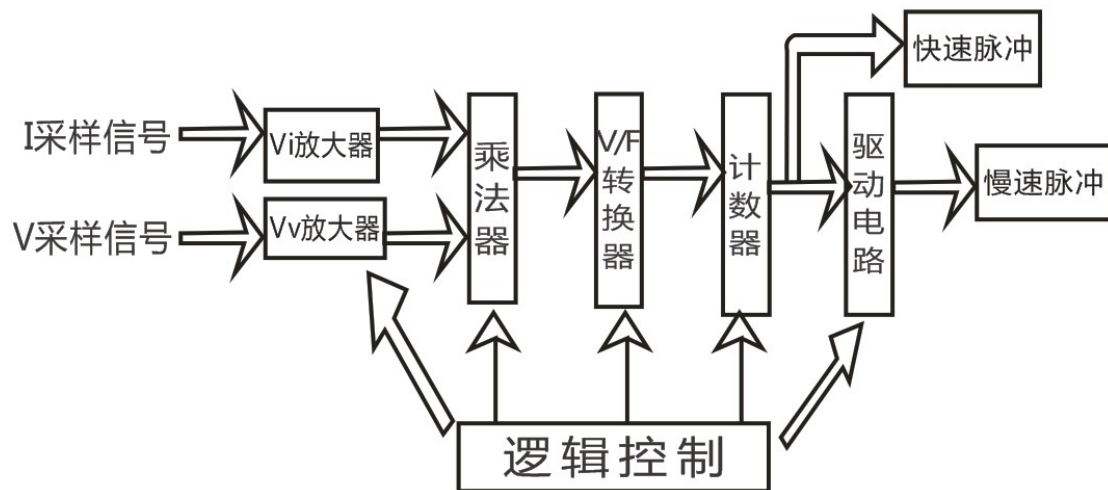 快速脉冲
I采样信号
Vi放大器
V采样信号
Vv放大器
乘法器
V/F转换器
计数器
驱动电路
慢速脉冲
逻辑控制